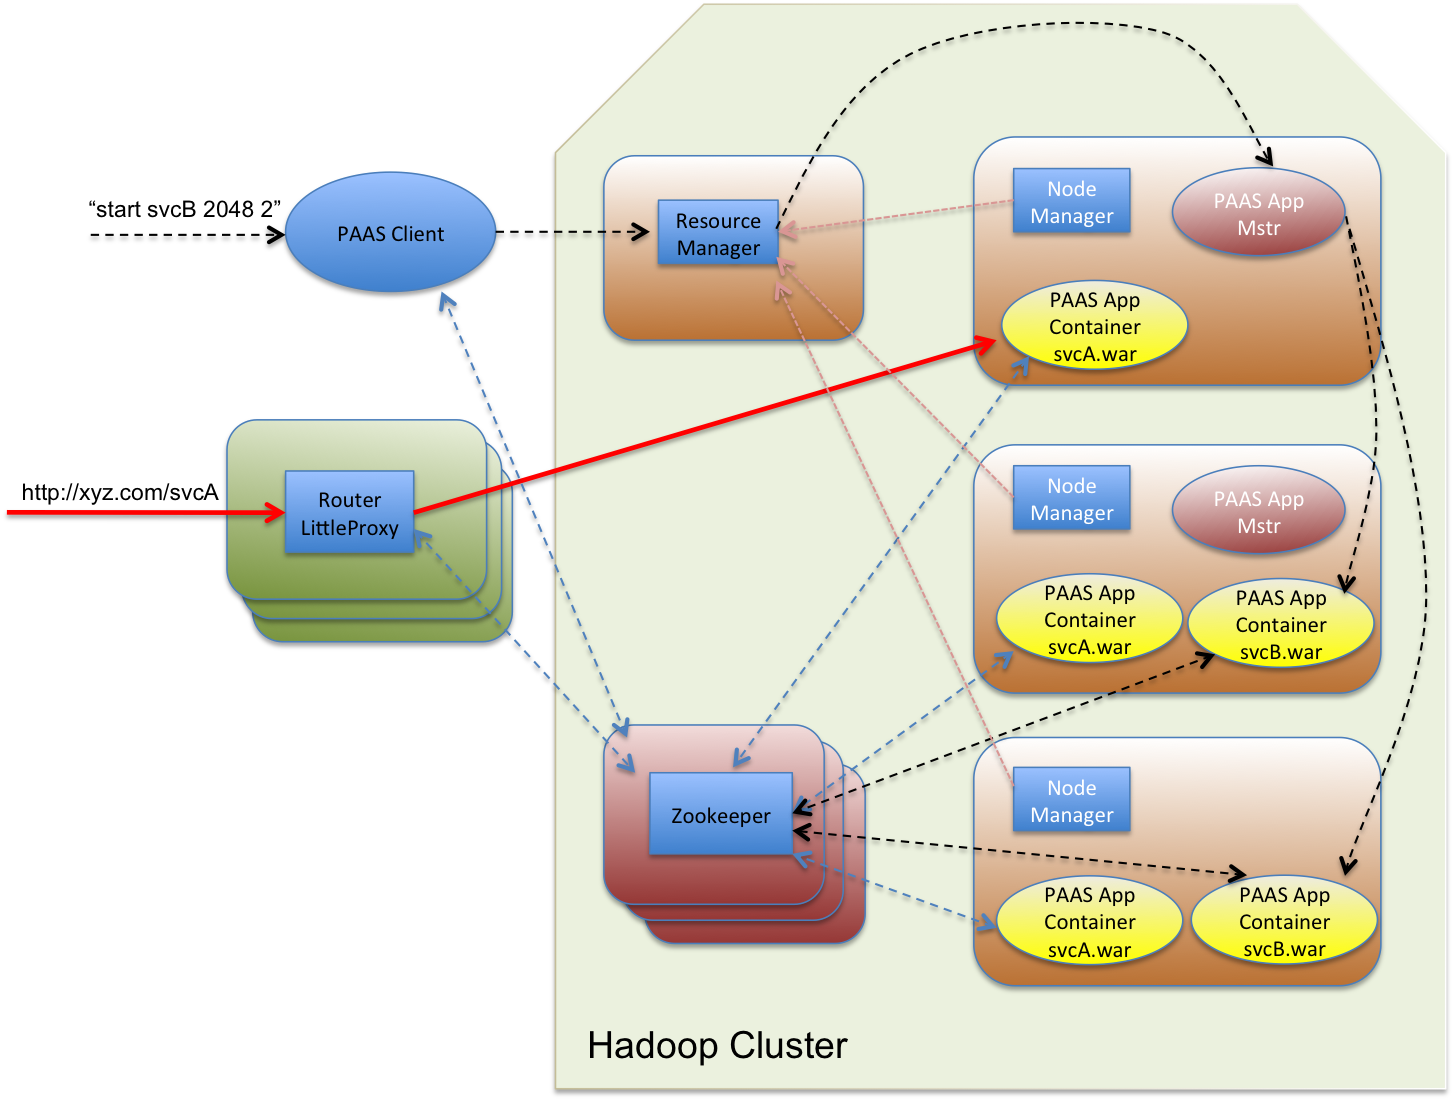 “start svcB 2048 2”
PAAS Client
Resource
Manager
Node
Manager
PAAS App
Mstr
PAAS App
Container
svcA.war
http://xyz.com/svcA
Router
LittleProxy
Node
Manager
PAAS App
Mstr
PAAS App
Container
svcA.war
PAAS App
Container
svcB.war
Zookeeper
Node
Manager
PAAS App
Container
svcA.war
PAAS App
Container
svcB.war
Hadoop Cluster